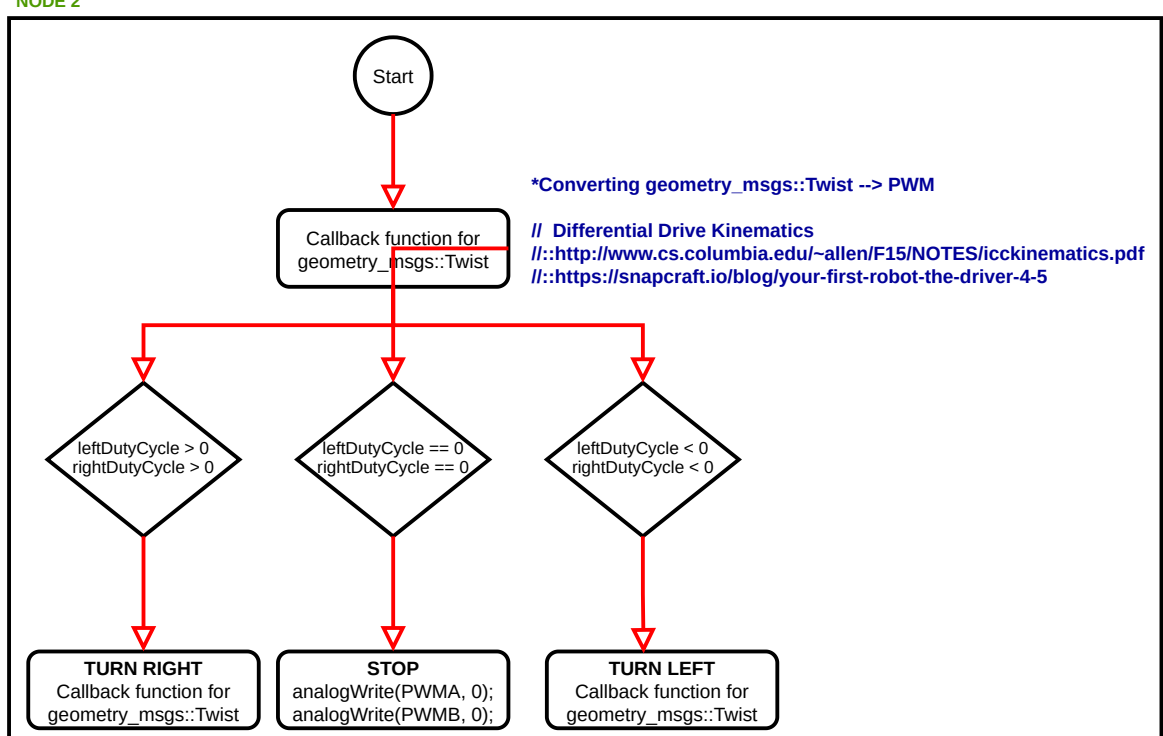 NODE 2
Start
*Converting geometry_msgs::Twist --> PWM
//  Differential Drive Kinematics
//::http://www.cs.columbia.edu/~allen/F15/NOTES/icckinematics.pdf
//::https://snapcraft.io/blog/your-first-robot-the-driver-4-5
Callback function for
geometry_msgs::Twist
leftDutyCycle > 0
rightDutyCycle > 0
leftDutyCycle == 0
rightDutyCycle == 0
leftDutyCycle < 0
rightDutyCycle < 0
TURN RIGHT
Callback function for
geometry_msgs::Twist
STOP
analogWrite(PWMA, 0);
analogWrite(PWMB, 0);
TURN LEFT
Callback function for
geometry_msgs::Twist